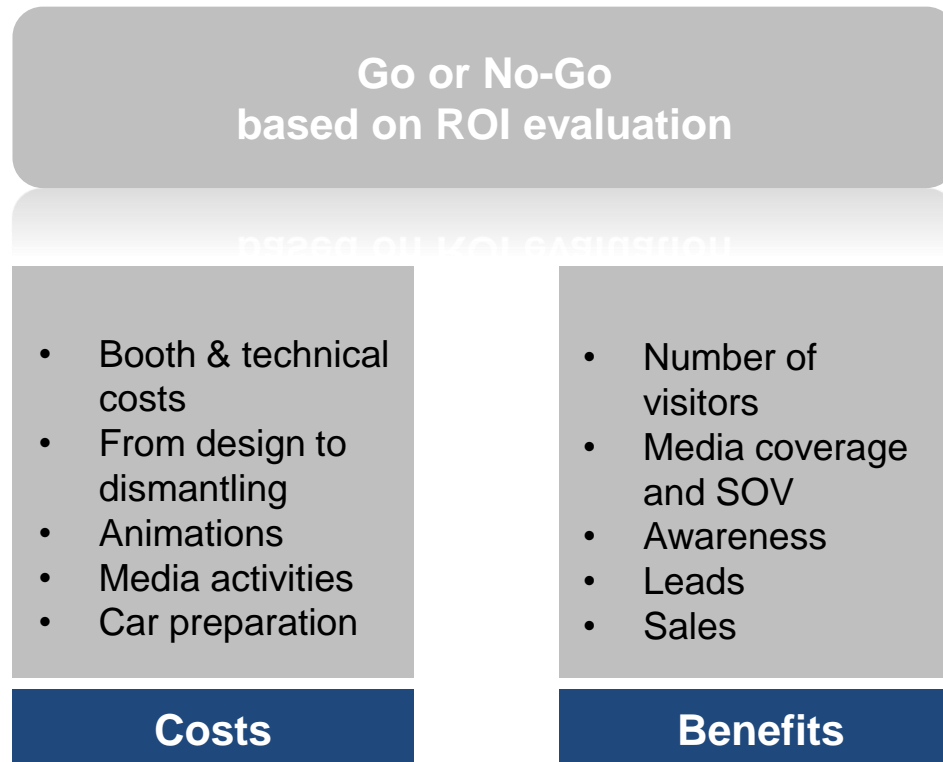 Go or No-Go
based on ROI evaluation
• Booth & technical
costs
• From design to
dismantling
• Animations
• Media activities
• Car preparation
Costs
• Number of
visitors
• Media coverage
and SOV
• Awareness
• Leads
• Sales
Benefits